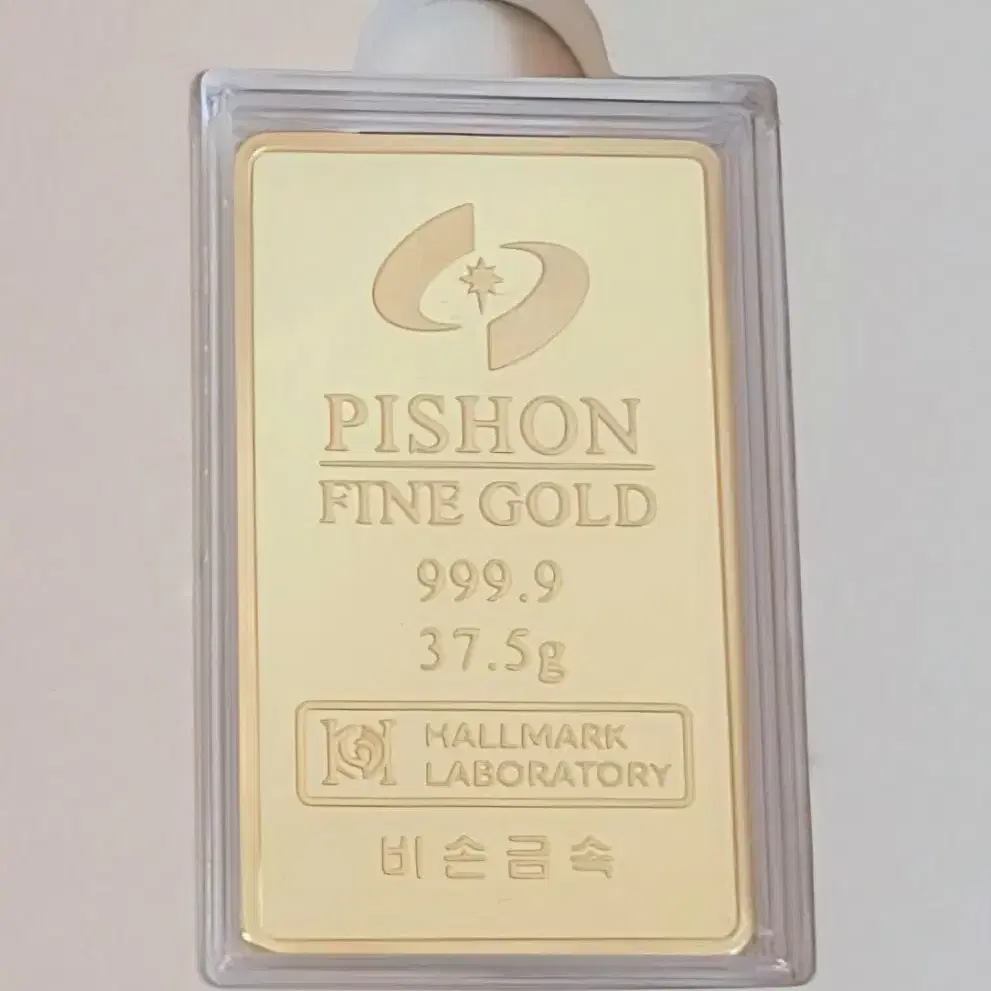 PISHON
FINE GOLD
999.9
37.5g
HALLMARK
LABORATORY
비손금속